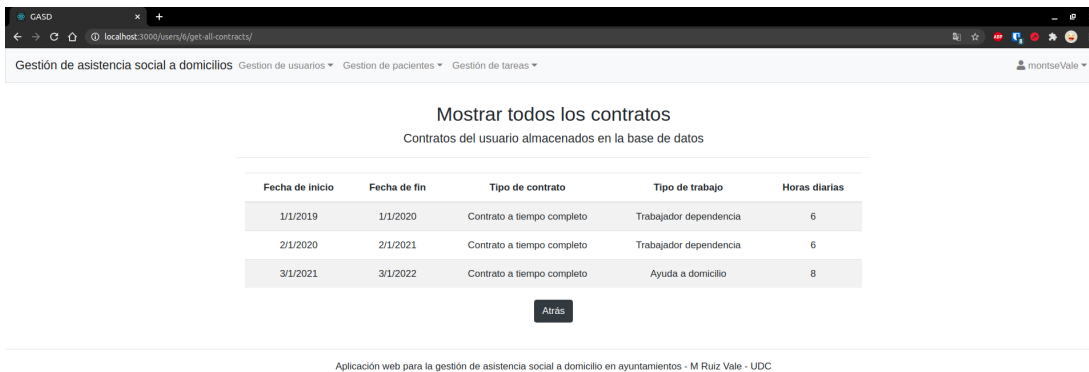 GASD
localhost:3000/users/6/get-all-contracts/
Gestión de asistencia social a domicilios Gestion de usuarios Gestion de pacientes Gestión de tareas montseVale
Mostrar todos los contratos
Contratos del usuario almacenados en la base de datos
Fecha de inicio Fecha de fin Tipo de contrato Tipo de trabajo Horas diarias
1/1/2019 1/1/2020 Contrato a tiempo completo Trabajador dependencia 6
2/1/2020 2/1/2021 Contrato a tiempo completo Trabajador dependencia 6
3/1/2021 3/1/2022 Contrato a tiempo completo Ayuda a domicilio 8
Atrás
Aplicación web para la gestión de asistencia social a domicilio en ayuntamientos - M Ruiz Vale - UDC